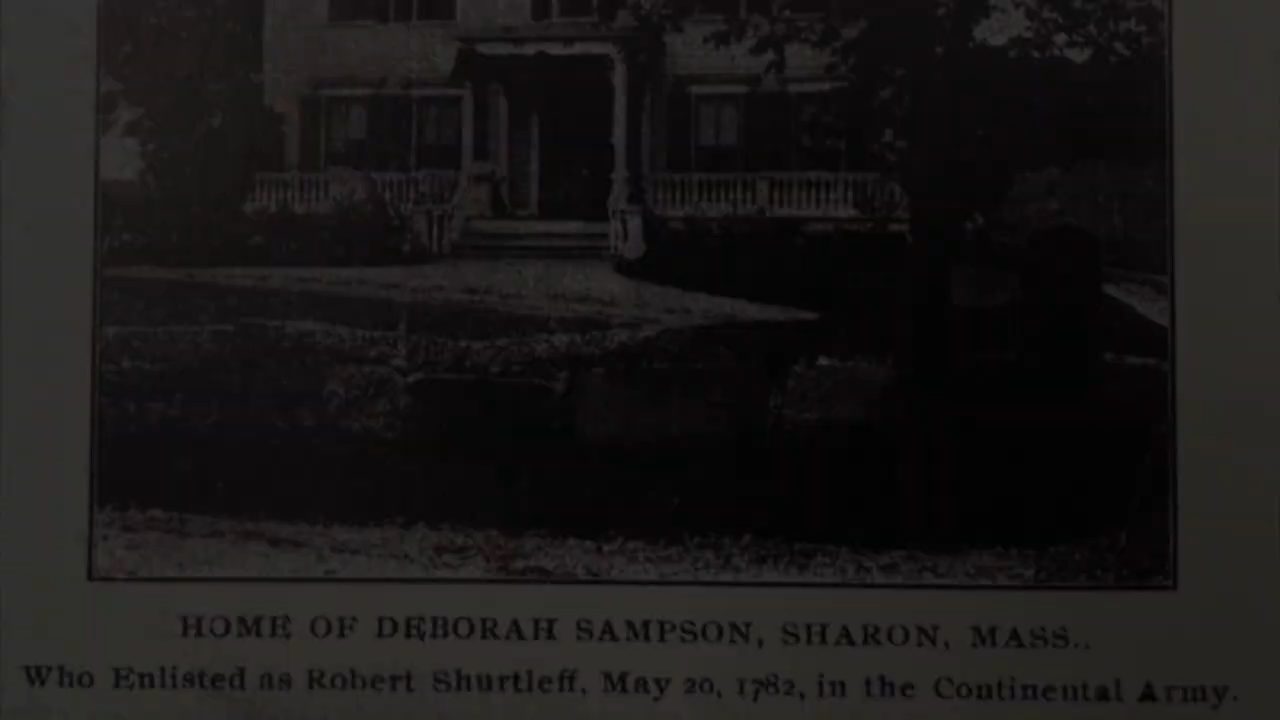 HOME OF DEBORAH SAMPSON, SHARON, MASS..
Who Enlisted as Robert Shurtleff, May 20, 1782, in the Continental Army.